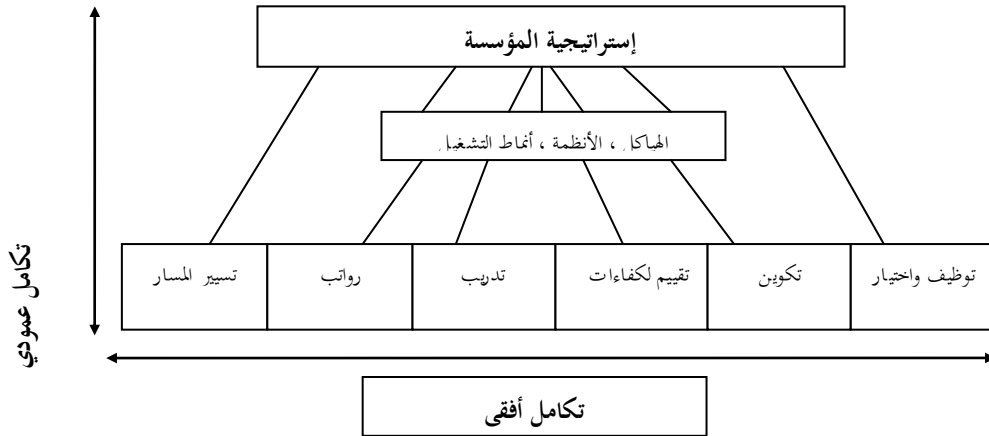 إستراتيجية المؤسسة
الهياكل ، الأنظمة ، أنماط التشغيل
توظيف واختيار
تكوين
تقييم لكفاءات
تدريب
رواتب
تسيير المسار
تكامل عمودي
تكامل أفقي